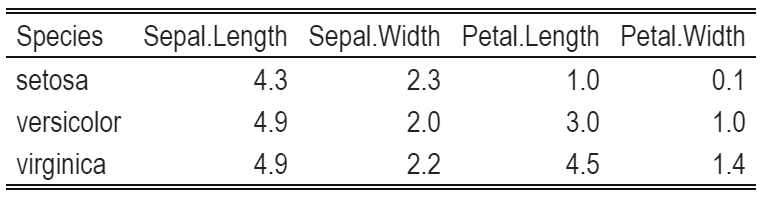 Species Sepal.Length Sepal.Width Petal.Length Petal.Width
setosa 4.3 2.3 1.0 0.1
versicolor 4.9 2.0 3.0 1.0
virginica 4.9 2.2 4.5 1.4